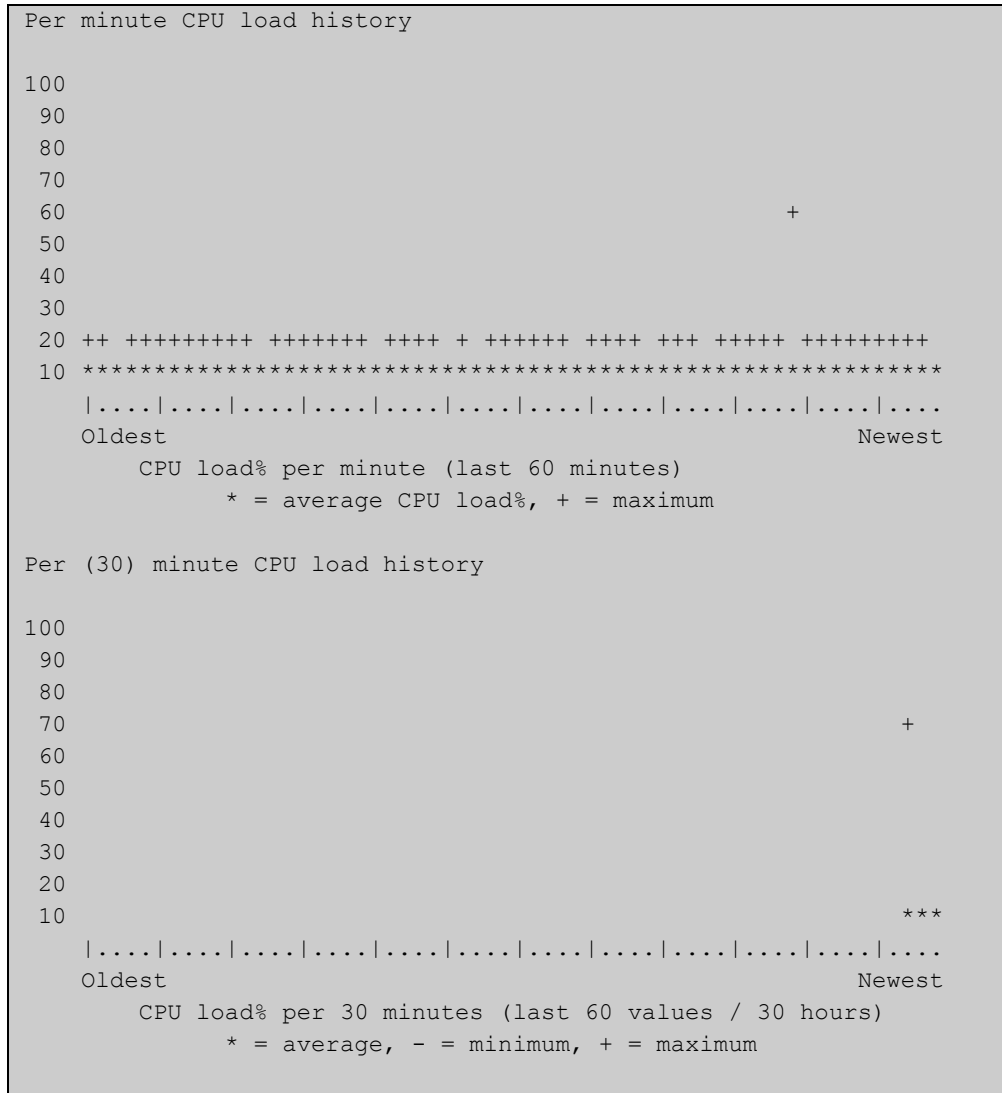 Per minute CPU load history
100
 90
 80
 70
 60                                                  +
 50
 40
 30
 20 ++ +++++++++ +++++++ ++++ + ++++++ ++++ +++ +++++ +++++++++
 10 ************************************************************
    |....|....|....|....|....|....|....|....|....|....|....|....
    Oldest                                                Newest
        CPU load% per minute (last 60 minutes)
              * = average CPU load%, + = maximum
Per (30) minute CPU load history
100
 90
 80
 70                                                          +
 60
 50
 40
 30
 20
 10                                                          ***
    |....|....|....|....|....|....|....|....|....|....|....|....
    Oldest                                                Newest
        CPU load% per 30 minutes (last 60 values / 30 hours)
              * = average, - = minimum, + = maximum